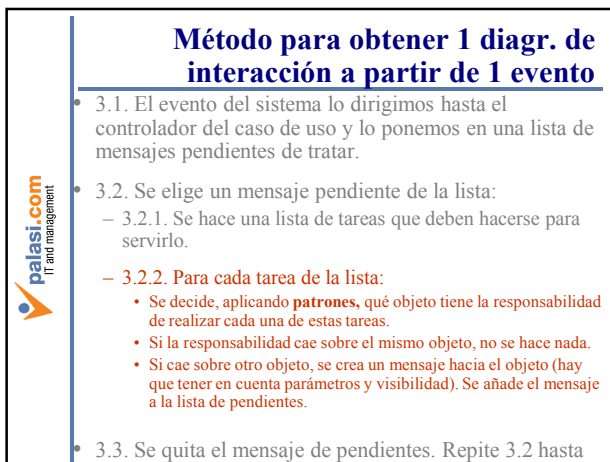 Método para obtener 1 diagr. de
interacción a partir de 1 evento
• 3.1. El evento del sistema lo dirigimos hasta el
controlador del caso de uso y lo ponemos en una lista de
mensajes pendientes de tratar.
• 3.2. Se elige un mensaje pendiente de la lista:
– 3.2.1. Se hace una lista de tareas que deben hacerse para
servirlo.
– 3.2.2. Para cada tarea de la lista:
• Se decide, aplicando patrones, qué objeto tiene la responsabilidad
de realizar cada una de estas tareas.
• Si la responsabilidad cae sobre el mismo objeto, no se hace nada.
• Si cae sobre otro objeto, se crea un mensaje hacia el objeto (hay
que tener en cuenta parámetros y visibilidad). Se añade el mensaje
a la lista de pendientes.
• 3.3. Se quita el mensaje de pendientes. Repite 3.2 hasta
palasi.com
IT and management